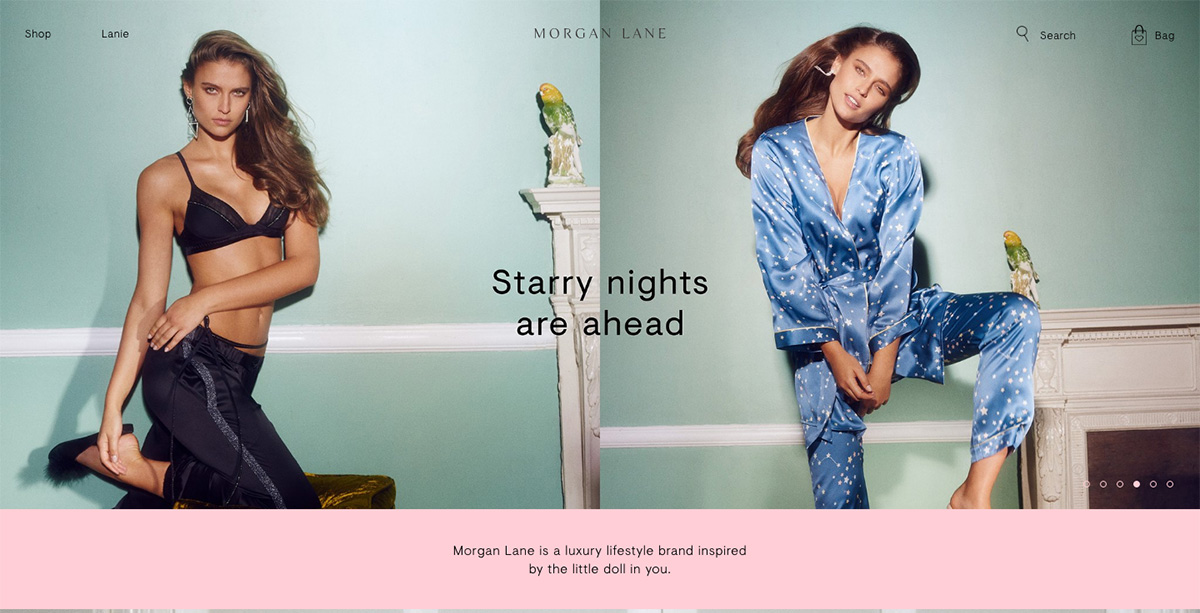 Shop
Lanie
MORGAN LANE
Search
Bag
Starry nights
are ahead
Morgan Lane is a luxury lifestyle brand inspired
by the little doll in you.